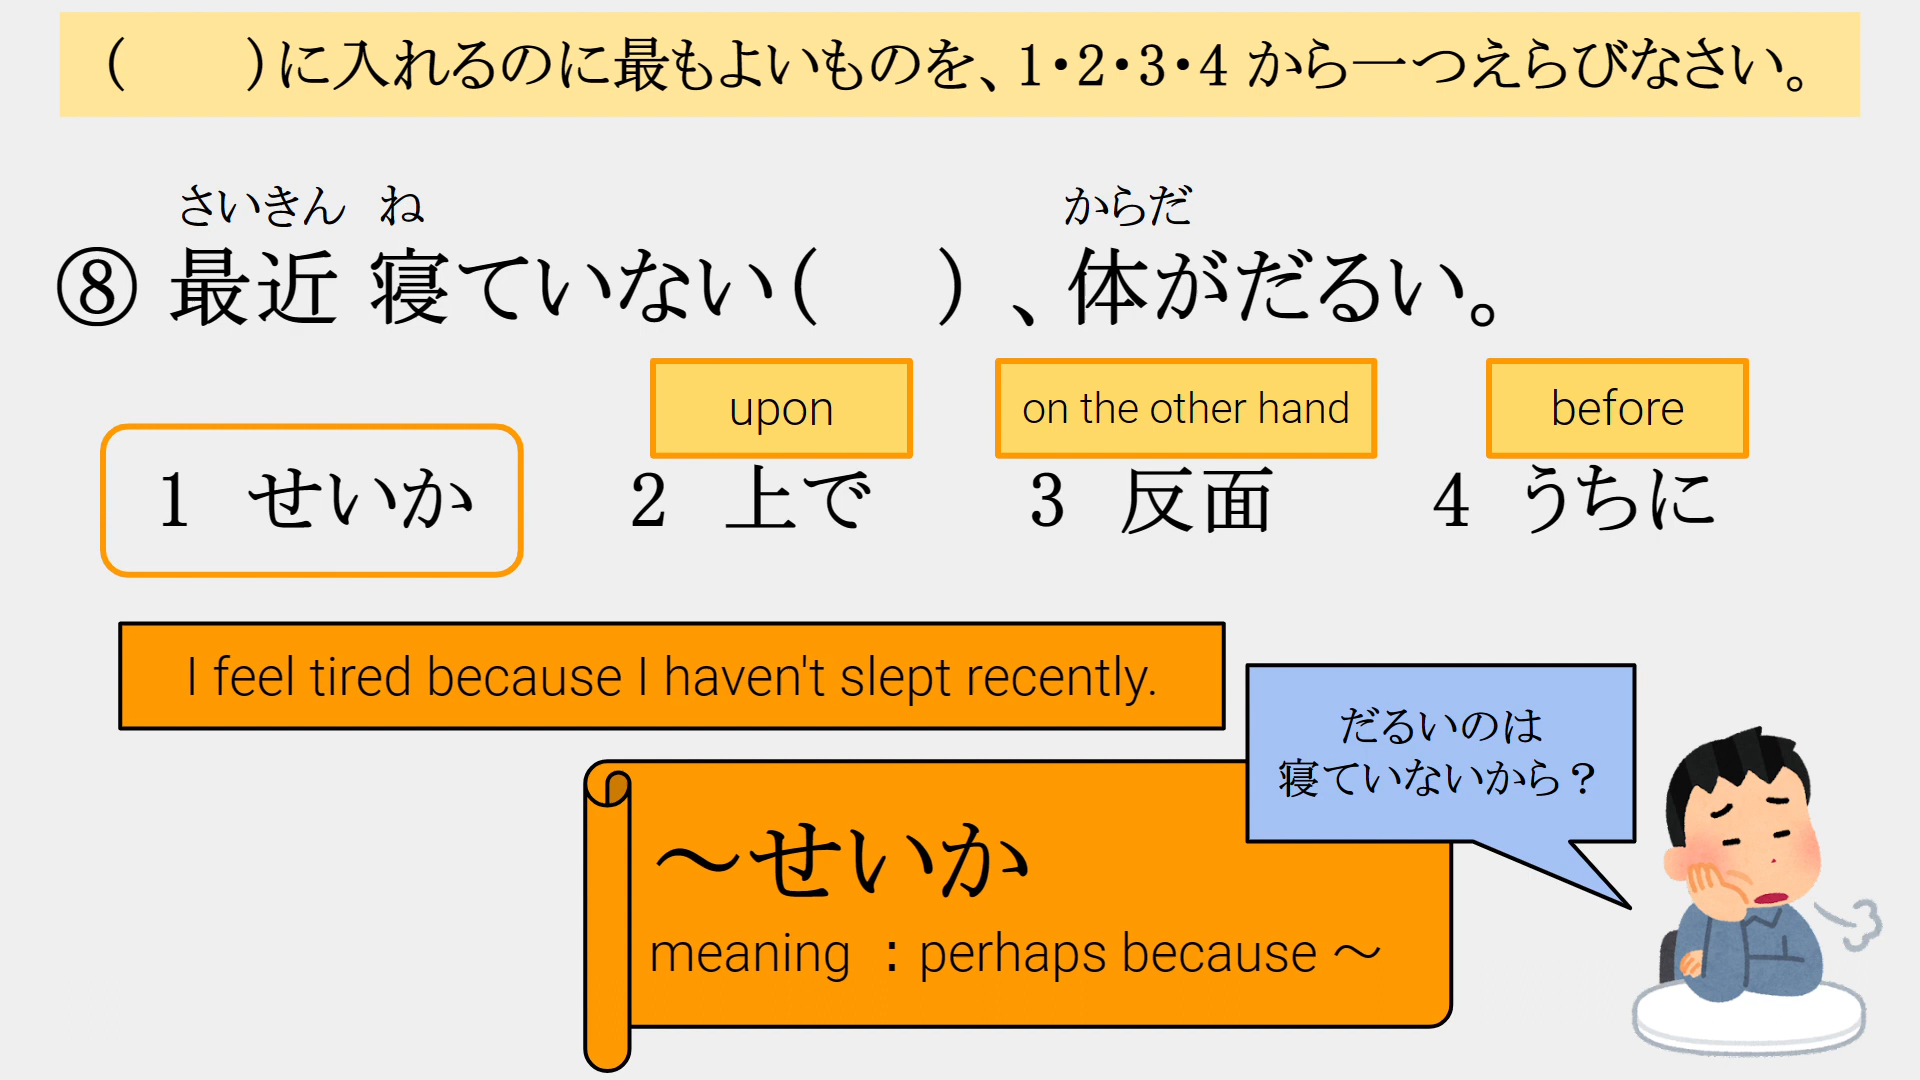 (　　)に入れるのに最もよいものを、1・2・3・4 から一つえらびなさい。
さいきん ね からだ
⑧ 最近 寝ていない(　　)、体がだるい。
upon on the other hand before
1 せいか 2 上で 3 反面 4 うちに
I feel tired because I haven't slept recently.
だるいのは
寝ていないから？
～せいか
meaning ：perhaps because ～